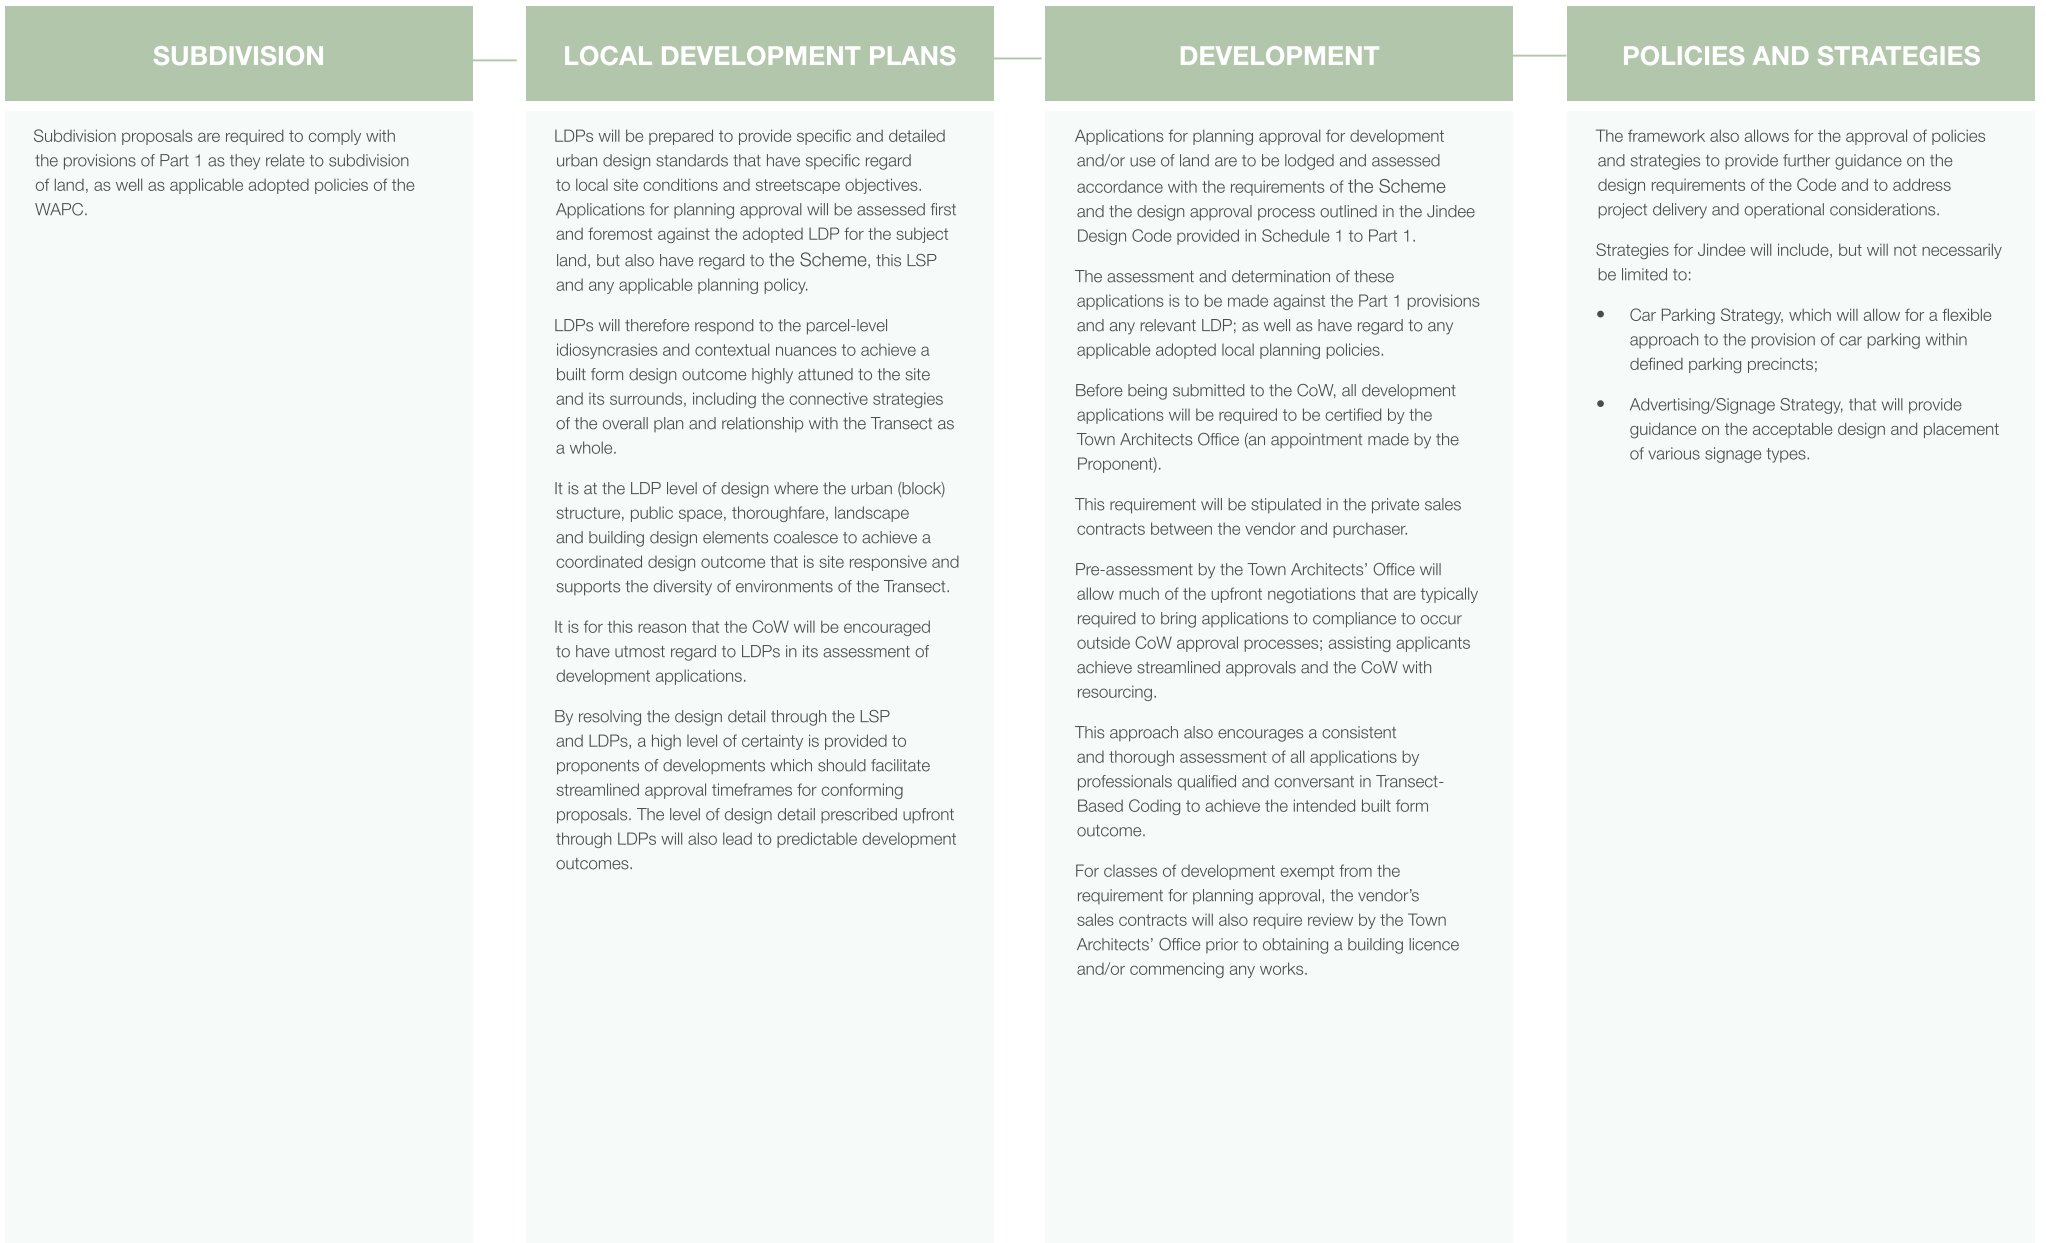 SUBDIVISION
Subdivision proposals are required to comply with
the provisions of Part 1 as they relate to subdivision
of land, as well as applicable adopted policies of the
WAPC.
LOCAL DEVELOPMENT PLANS
LDPs will be prepared to provide specific and detailed
urban design standards that have specific regard
to local site conditions and streetscape objectives.
Applications for planning approval will be assessed first
and foremost against the adopted LDP for the subject
land, but also have regard to the Scheme, this LSP
and any applicable planning policy.
LDPs will therefore respond to the parcel-level
idiosyncrasies and contextual nuances to achieve a
built form design outcome highly attuned to the site
and its surrounds, including the connective strategies
of the overall plan and relationship with the Transect as
a whole.
It is at the LDP level of design where the urban (block)
structure, public space, thoroughfare, landscape
and building design elements coalesce to achieve a
coordinated design outcome that is site responsive and
supports the diversity of environments of the Transect.
It is for this reason that the CoW will be encouraged
to have utmost regard to LDPs in its assessment of
development applications.
By resolving the design detail through the LSP
and LDPs, a high level of certainty is provided to
proponents of developments which should facilitate
streamlined approval timeframes for conforming
proposals. The level of design detail prescribed upfront
through LDPs will also lead to predictable development
outcomes.
DEVELOPMENT
Applications for planning approval for development
and/or use of land are to be lodged and assessed
accordance with the requirements of the Scheme
and the design approval process outlined in the Jindee
Design Code provided in Schedule 1 to Part 1.
The assessment and determination of these
applications is to be made against the Part 1 provisions
and any relevant LDP; as well as have regard to any
applicable adopted local planning policies.
Before being submitted to the CoW, all development
applications will be required to be certified by the
Town Architects Office (an appointment made by the
Proponent).
This requirement will be stipulated in the private sales
contracts between the vendor and purchaser.
Pre-assessment by the Town Architects’ Office will
allow much of the upfront negotiations that are typically
required to bring applications to compliance to occur
outside CoW approval processes; assisting applicants
achieve streamlined approvals and the CoW with
resourcing.
This approach also encourages a consistent
and thorough assessment of all applications by
professionals qualified and conversant in Transect-
Based Coding to achieve the intended built form
outcome.
For classes of development exempt from the
requirement for planning approval, the vendor’s
sales contracts will also require review by the Town
Architects’ Office prior to obtaining a building licence
and/or commencing any works.
POLICIES AND STRATEGIES
The framework also allows for the approval of policies
and strategies to provide further guidance on the
design requirements of the Code and to address
project delivery and operational considerations.
Strategies for Jindee will include, but will not necessarily
be limited to:
• Car Parking Strategy, which will allow for a flexible
approach to the provision of car parking within
defined parking precincts;
• Advertising/Signage Strategy, that will provide
guidance on the acceptable design and placement
of various signage types.